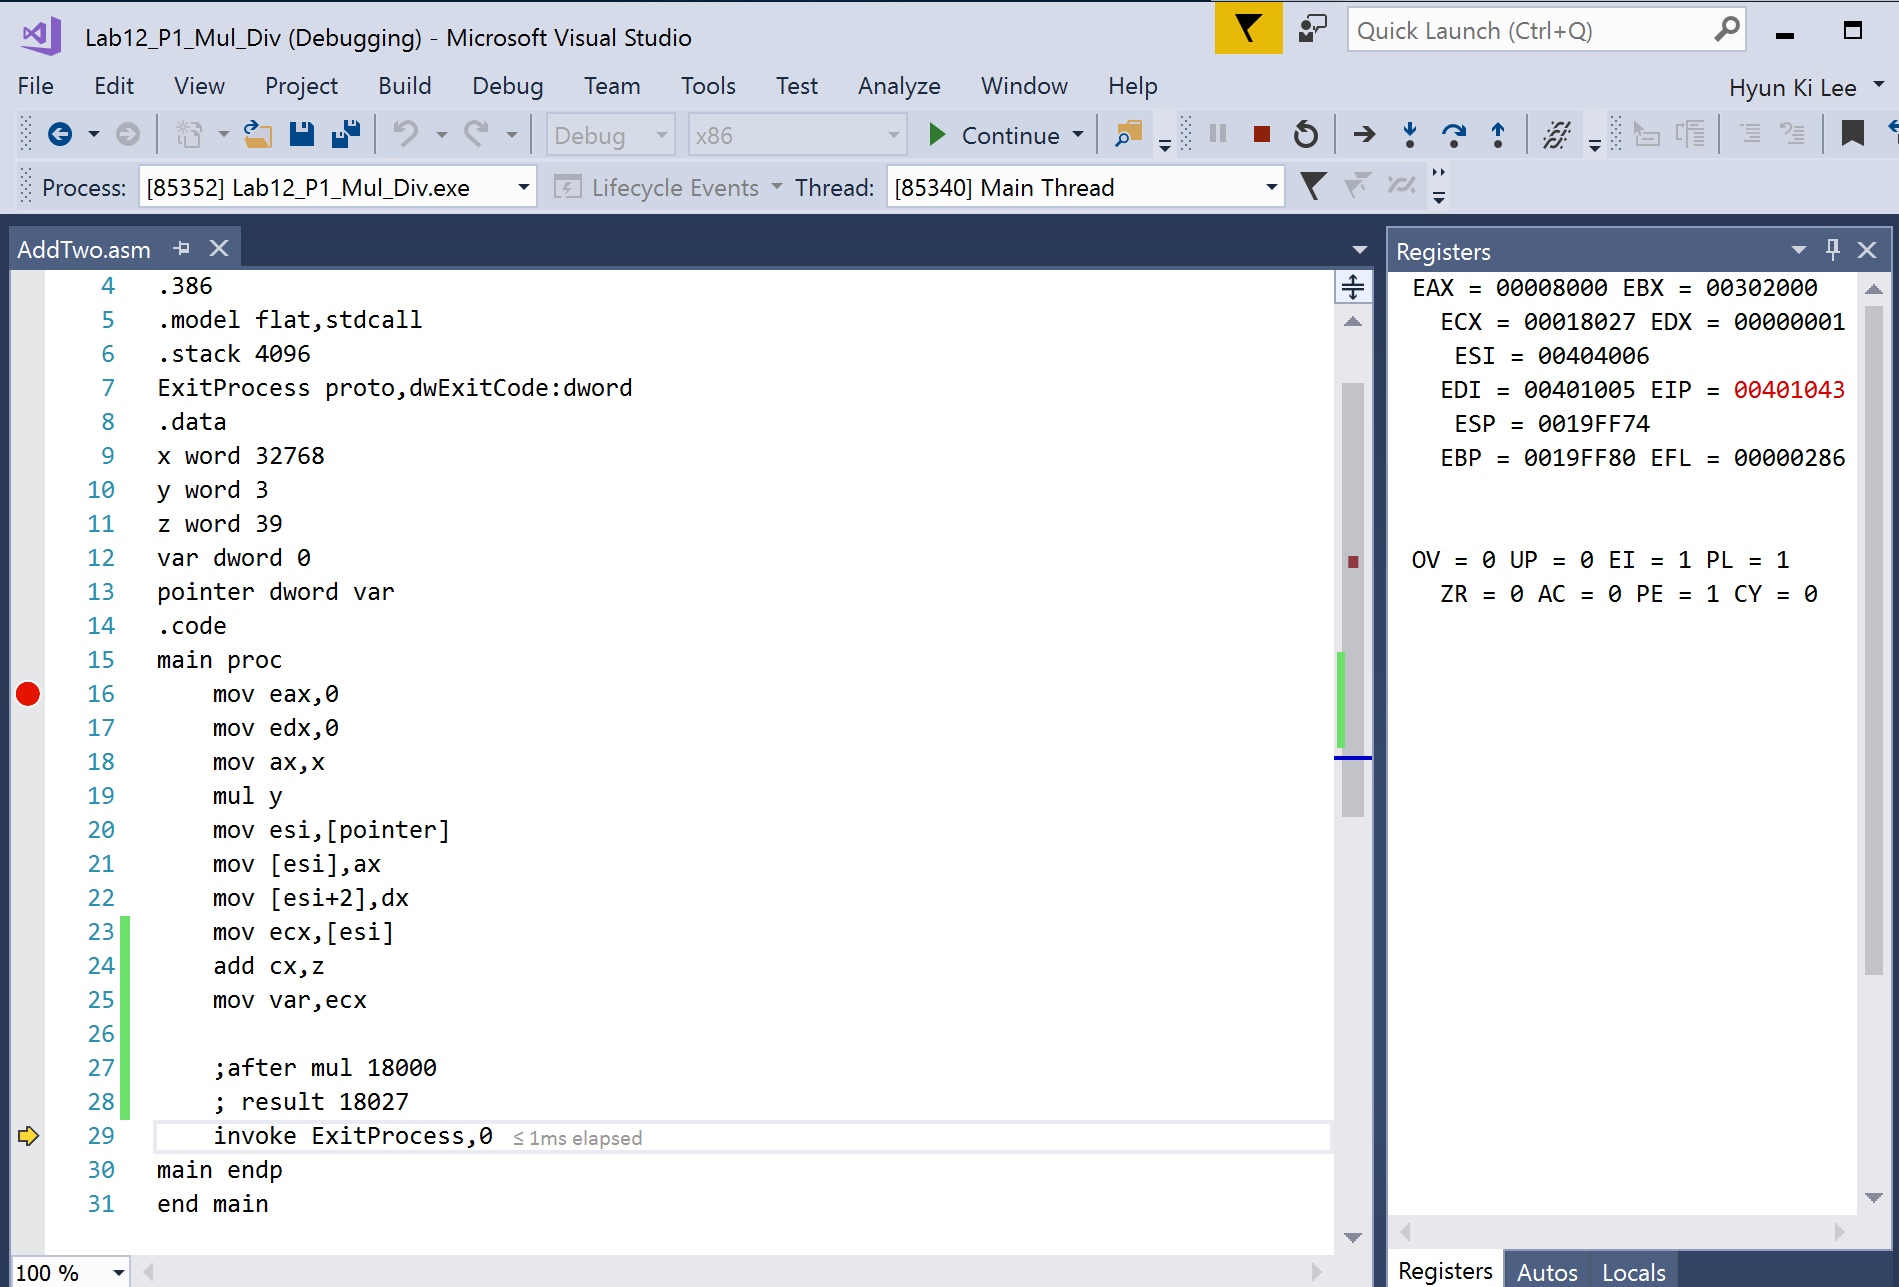 Lab12_P1_Mul_Div (Debugging) - Microsoft Visual Studio
Quick Launch (Ctrl+Q)
File Edit View Project Build Debug Team Tools Test Analyze Window Help
Hyun Ki Lee
Debug x86 Continue
Process: [85352] Lab12_P1_Mul_Div.exe Lifecycle Events Thread: [85340] Main Thread
AddTwo.asm
4 .386
5 .model flat,stdcall
6 .stack 4096
7 ExitProcess proto,dwExitCode:dword
8 .data
9 x word 32768
10 y word 3
11 z word 39
12 var dword 0
13 pointer dword var
14 .code
15 main proc
16 mov eax,0
17 mov edx,0
18 mov ax,x
19 mul y
20 mov esi,[pointer]
21 mov [esi],ax
22 mov [esi+2],dx
23 mov ecx,[esi]
24 add cx,z
25 mov var,ecx
26
27 ;after mul 18000
28 ; result 18027
29 invoke ExitProcess,0 ≤ 1ms elapsed
30 main endp
31 end main
100 %
Registers
EAX = 00008000 EBX = 00302000
ECX = 00018027 EDX = 00000001
ESI = 00404006
EDI = 00401005 EIP = 00401043
ESP = 0019FF74
EBP = 0019FF80 EFL = 00000286
OV = 0 UP = 0 EI = 1 PL = 1
ZR = 0 AC = 0 PE = 1 CY = 0
Registers Autos Locals